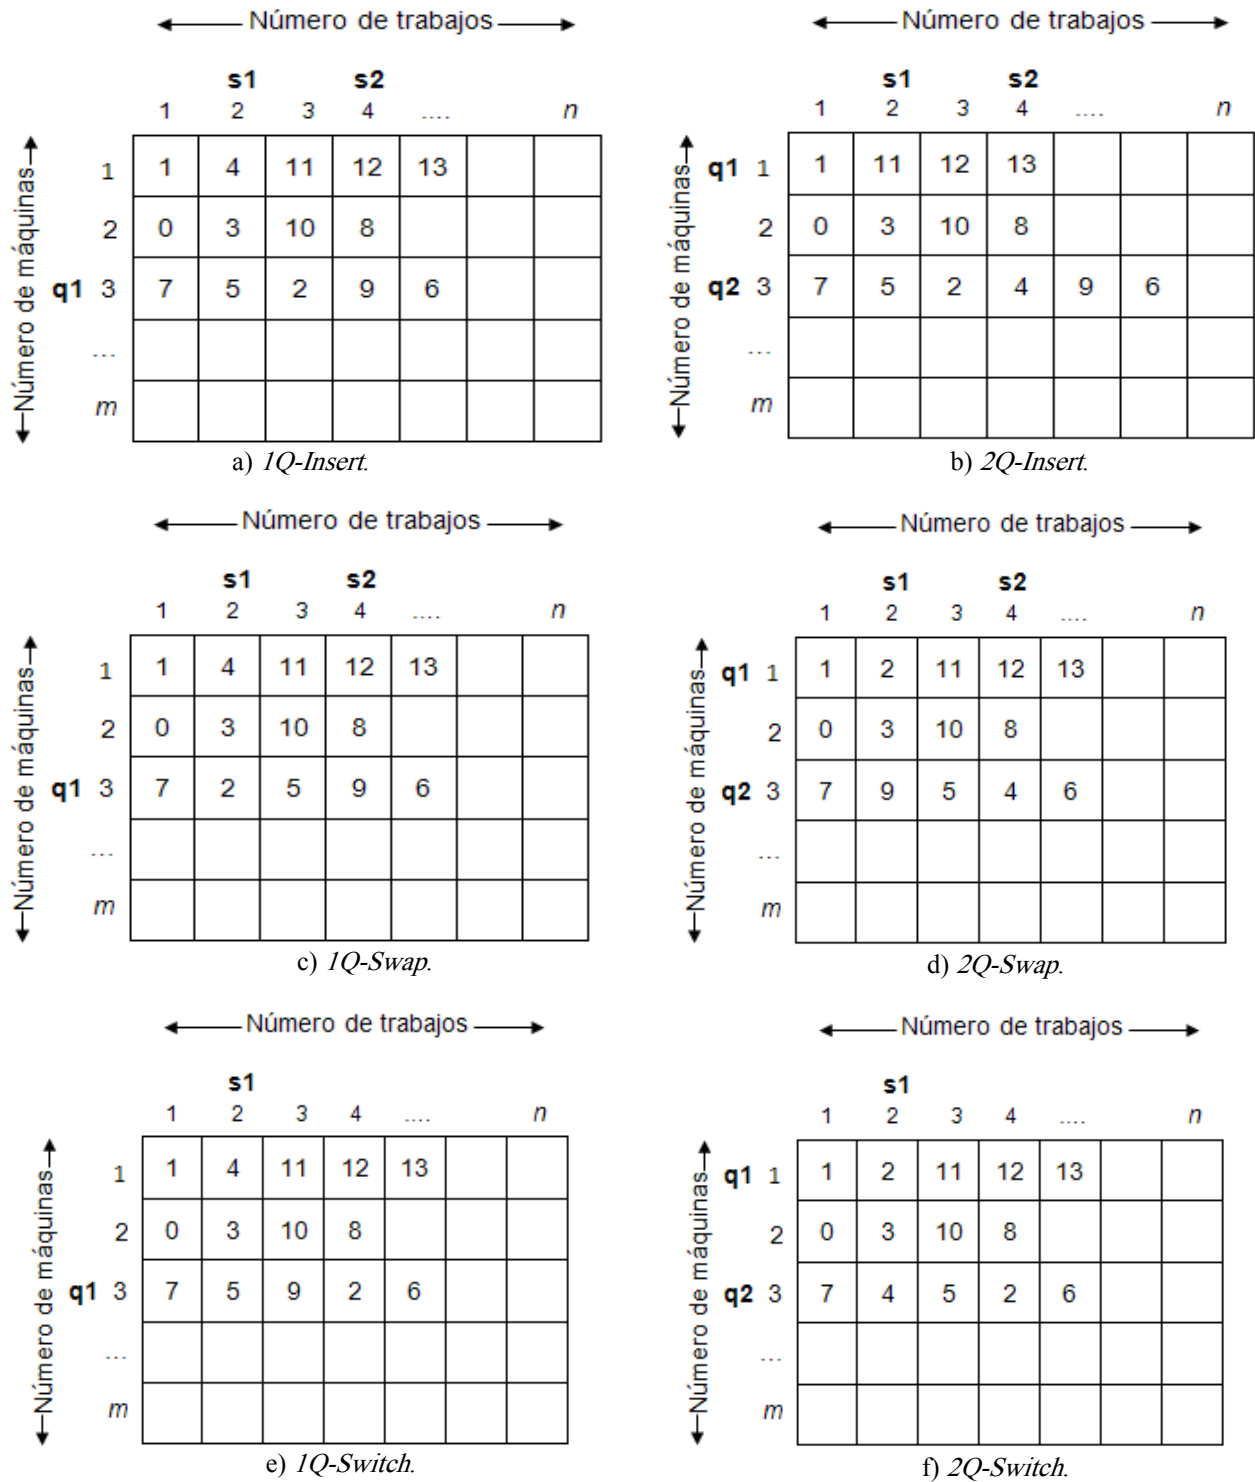 Número de trabajos
s1 s2
1 2 3 4 .... n
Número de máquinas
1 1 4 11 12 13
2 0 3 10 8
q1 3 7 5 2 9 6
...
m
a) 1Q-Insert.
Número de trabajos
s1 s2
1 2 3 4 .... n
Número de máquinas
q1 1 1 11 12 13
2 0 3 10 8
q2 3 7 5 2 4 9 6
...
m
b) 2Q-Insert.
Número de trabajos
s1 s2
1 2 3 4 .... n
Número de máquinas
1 1 4 11 12 13
2 0 3 10 8
q1 3 7 2 5 9 6
...
m
c) 1Q-Swap.
Número de trabajos
s1 s2
1 2 3 4 .... n
Número de máquinas
q1 1 1 2 11 12 13
2 0 3 10 8
q2 3 7 9 5 4 6
...
m
d) 2Q-Swap.
Número de trabajos
s1
1 2 3 4 .... n
Número de máquinas
1 1 4 11 12 13
2 0 3 10 8
q1 3 7 5 9 2 6
...
m
e) 1Q-Switch.
Número de trabajos
s1
1 2 3 4 .... n
Número de máquinas
q1 1 1 2 11 12 13
2 0 3 10 8
q2 3 7 4 5 2 6
...
m
f) 2Q-Switch.